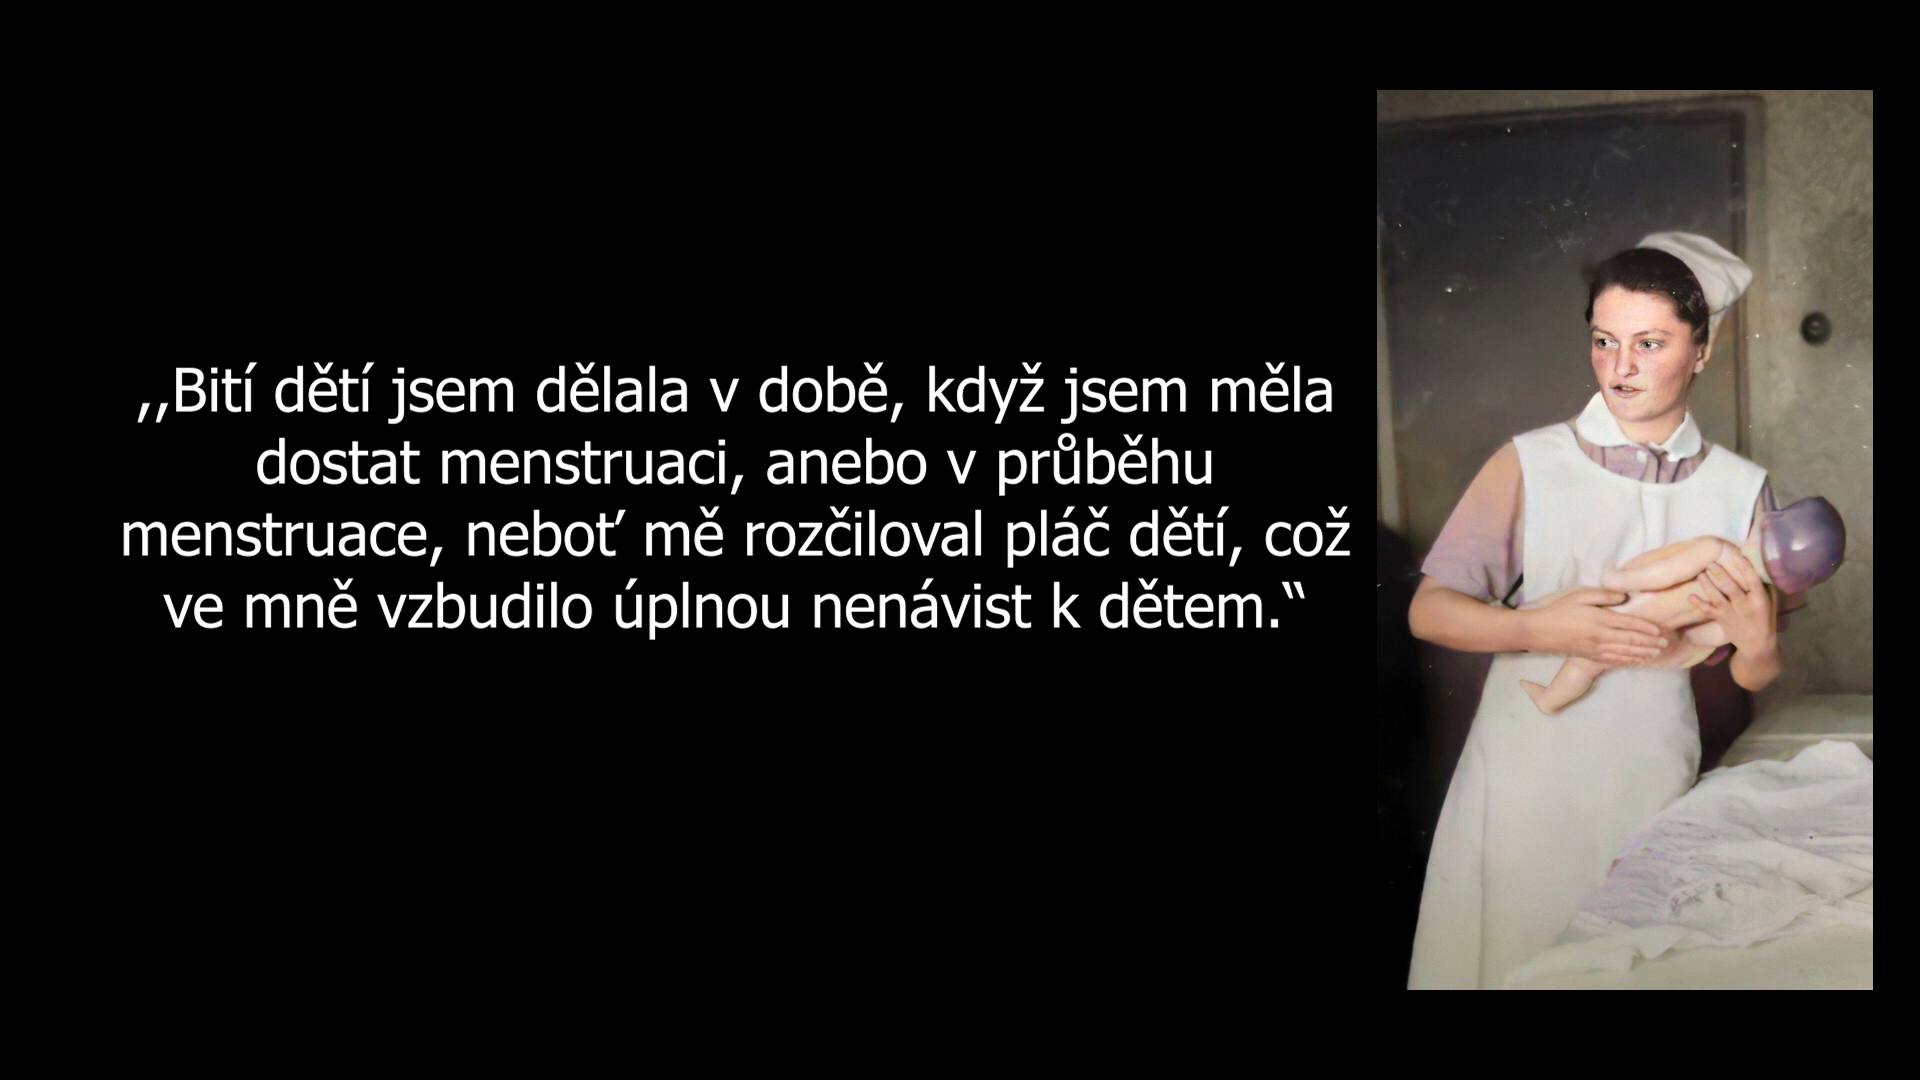 ,,Bití dětí jsem dělala v době, když jsem měla
dostat menstruaci, anebo v průběhu
menstruace, neboť mě rozčiloval pláč dětí, což
ve mně vzbudilo úplnou nenávist k dětem.“